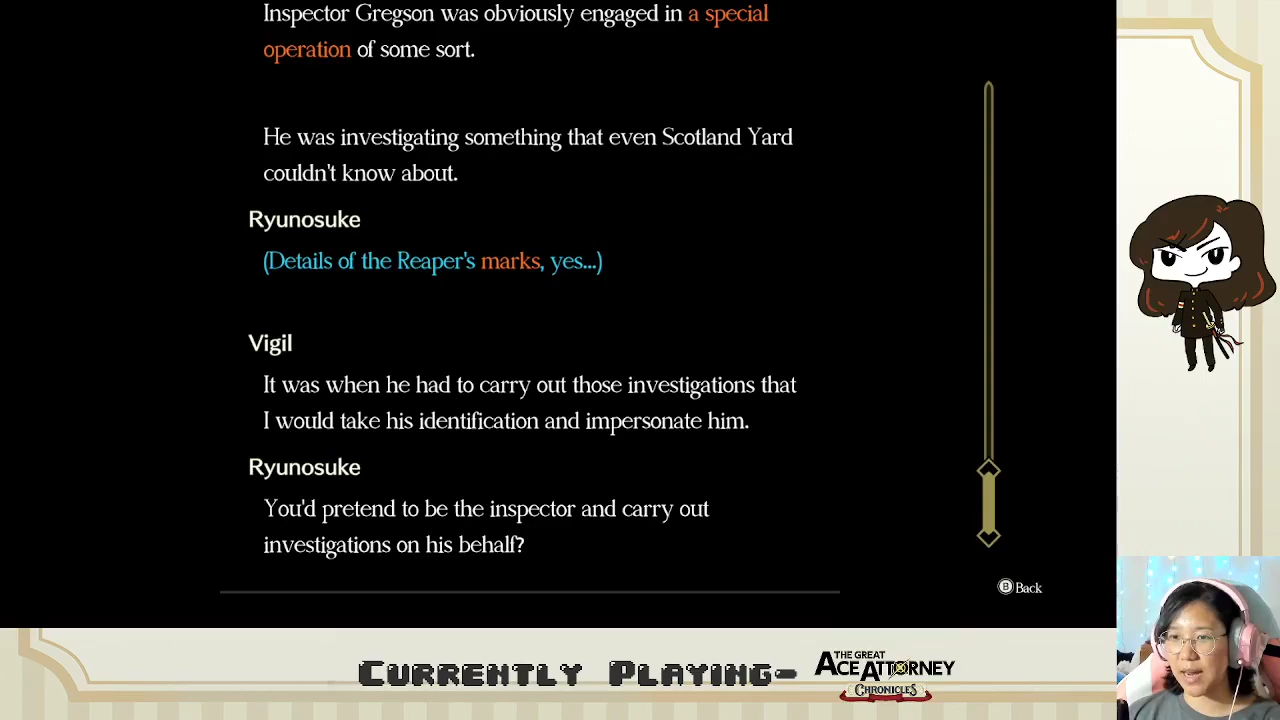 Inspector Gregson was obviously engaged in a special
operation of some sort.
He was investigating something that even Scotland Yard
couldn't know about.
Ryunosuke
(Details of the Reaper's marks, yes...)
Vigil
It was when he had to carry out those investigations that
I would take his identification and impersonate him.
Ryunosuke
You'd pretend to be the inspector and carry out
investigations on his behalf?
B Back
Currently Playing-
THE GREAT
ACE ATTORNEY
CHRONICLES